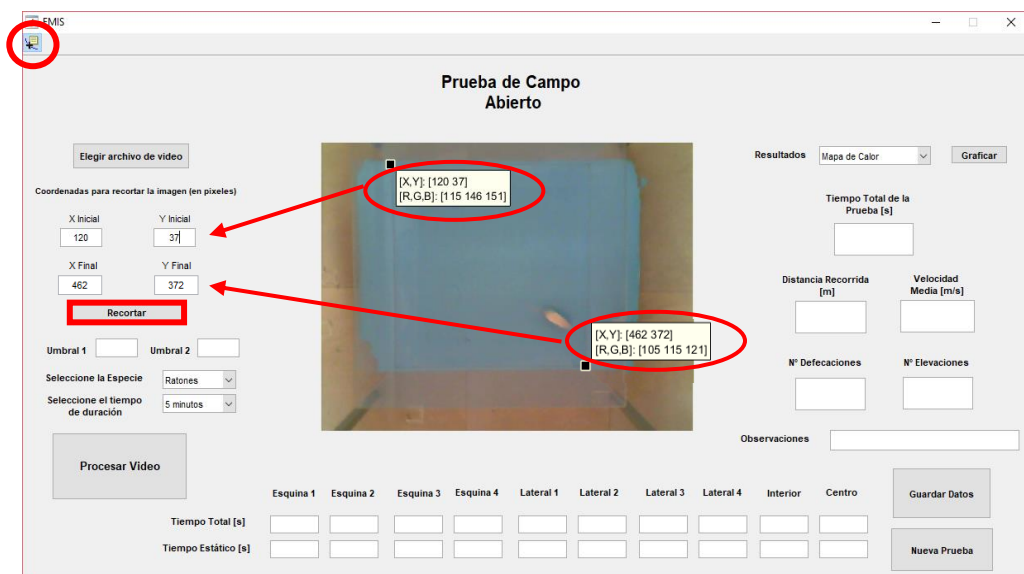 EMIS
Prueba de Campo
Abierto
Elegir archivo de video
Coordenadas para recortar la imagen (en pixeles)
X Inicial
Y Inicial
120
37
X Final
Y Final
462
372
Recortar
Umbral 1
Umbral 2
Seleccione la Especie
Ratones
Seleccione el tiempo
de duración
5 minutos
Procesar Video
[X,Y]: [120 37]
[R,G,B]: [115 146 151]
[X,Y]: [462 372]
[R,G,B]: [105 115 121]
Resultados
Mapa de Calor
Graficar
Tiempo Total de la
Prueba [s]
Distancia Recorrida
[m]
Velocidad
Media [m/s]
Nº Defecaciones
Nº Elevaciones
Observaciones
Esquina 1
Esquina 2
Esquina 3
Esquina 4
Lateral 1
Lateral 2
Lateral 3
Lateral 4
Interior
Centro
Tiempo Total [s]
Tiempo Estático [s]
Guardar Datos
Nueva Prueba